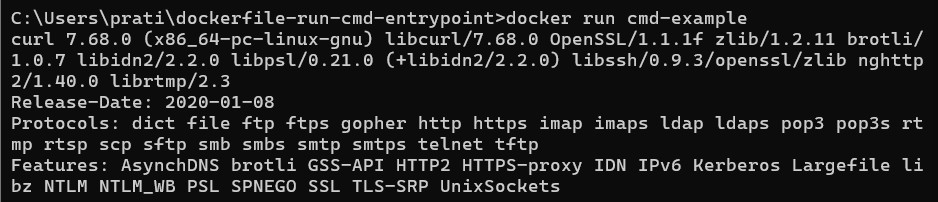 C:\Users\prati\dockerfile-run-cmd-entrypoint>docker run cmd-example
curl 7.68.0 (x86_64-pc-linux-gnu) libcurl/7.68.0 OpenSSL/1.1.1f zlib/1.2.11 brotli/
1.0.7 libidn2/2.2.0 libpsl/0.21.0 (+libidn2/2.2.0) libssh/0.9.3/openssl/zlib nghttp
2/1.40.0 librtmp/2.3
Release-Date: 2020-01-08
Protocols: dict file ftp ftps gopher http https imap imaps ldap ldaps pop3 pop3s rt
mp rtsp scp sftp smb smbs smtp smtps telnet tftp
Features: AsynchDNS brotli GSS-API HTTP2 HTTPS-proxy IDN IPv6 Kerberos Largefile li
bz NTLM NTLM_WB PSL SPNEGO SSL TLS-SRP UnixSockets